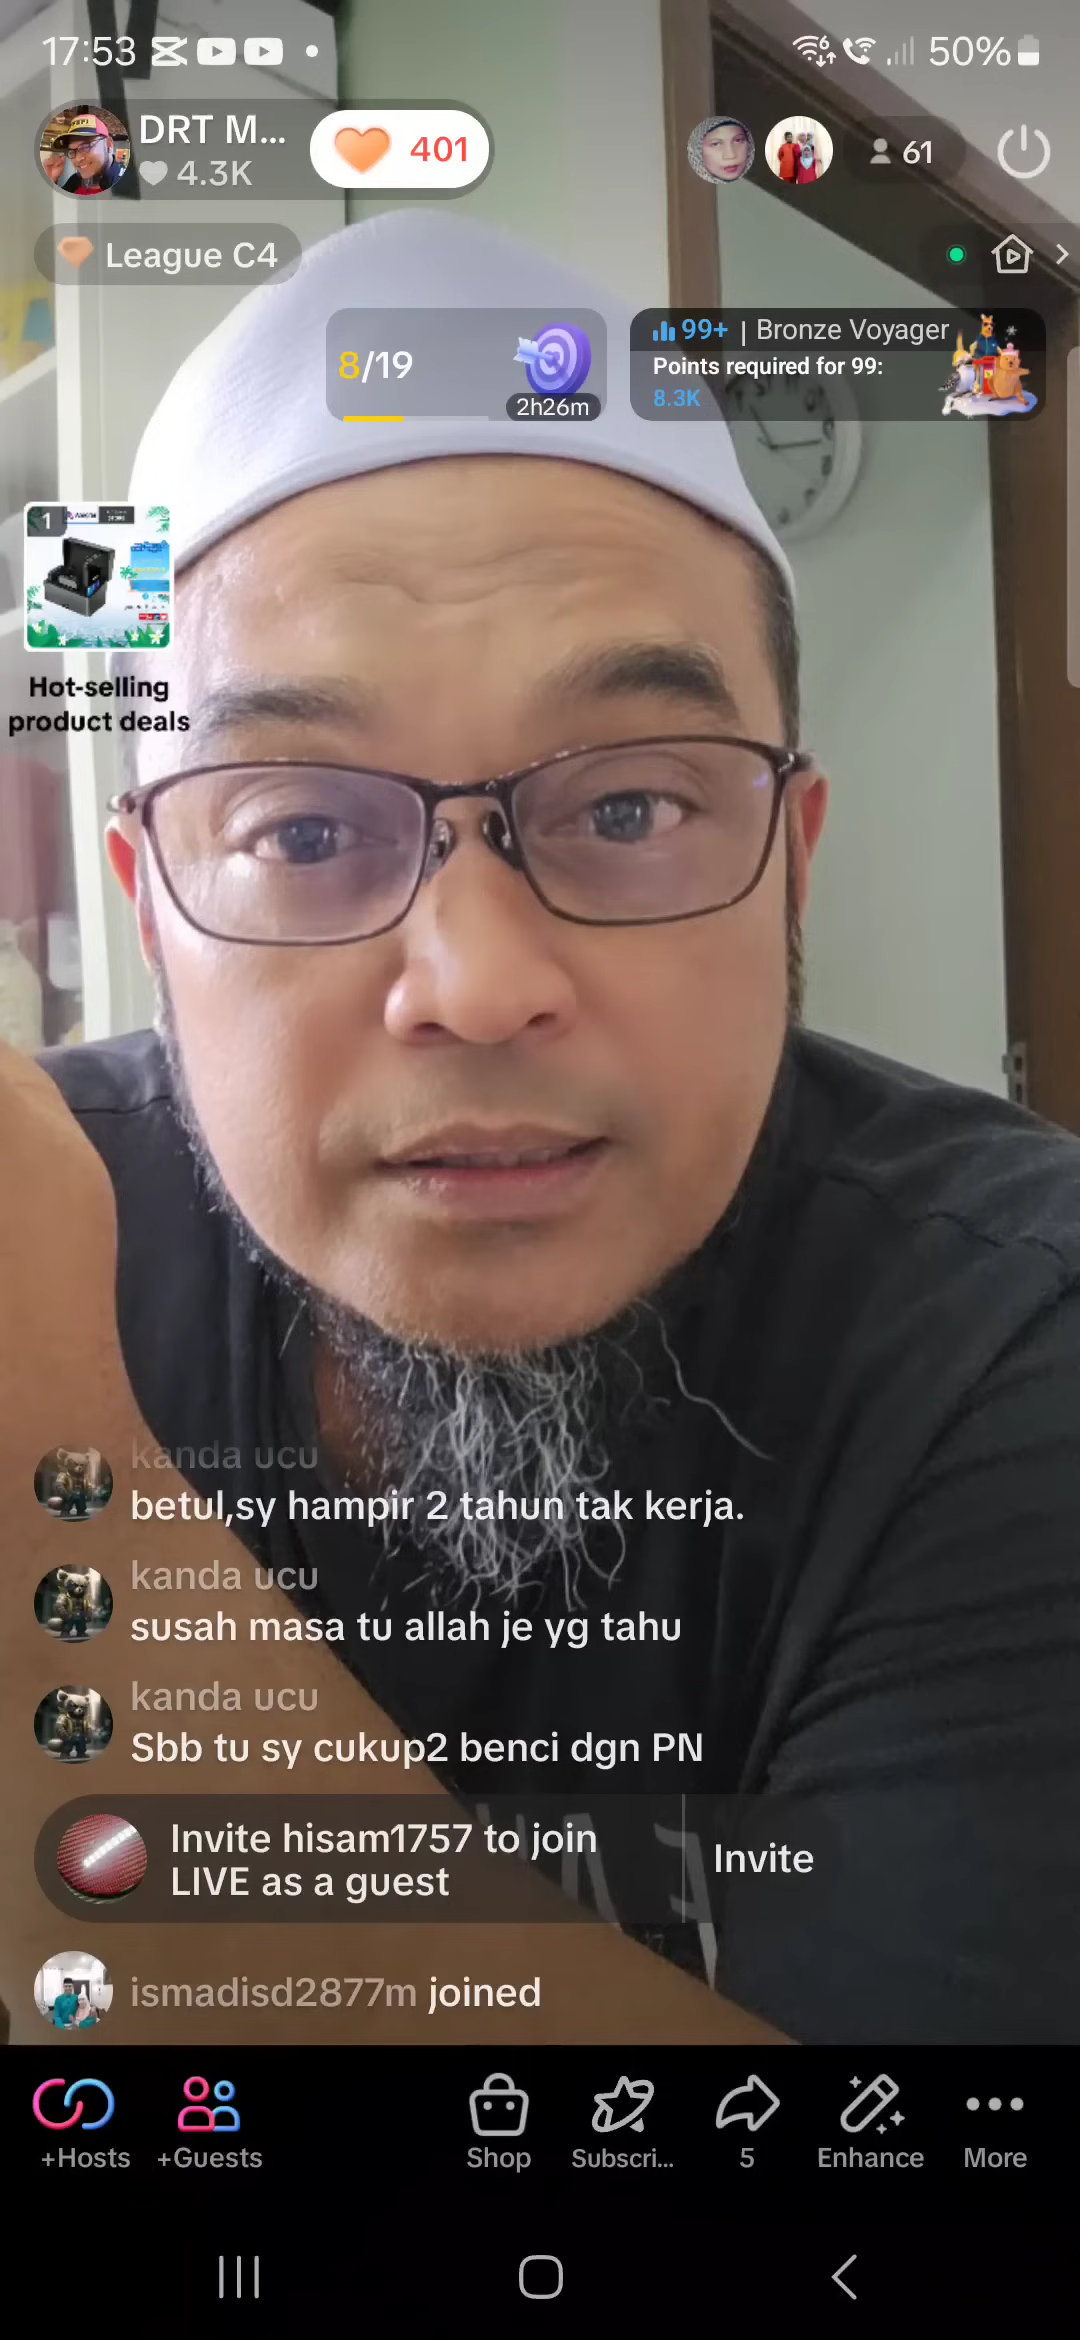 17:53
50%
DRT M...
4.3K
401
61
League C4
8/19
2h26m
99+ | Bronze Voyager
Points required for 99:
8.3K
1
Hot-selling
product deals
kanda ucu
betul,sy hampir 2 tahun tak kerja.
kanda ucu
susah masa tu allah je yg tahu
kanda ucu
Sbb tu sy cukup2 benci dgn PN
Invite hisam1757 to join
LIVE as a guest
Invite
ismadisd2877m joined
+Hosts
+Guests
Shop
Subscri...
5
Enhance
More